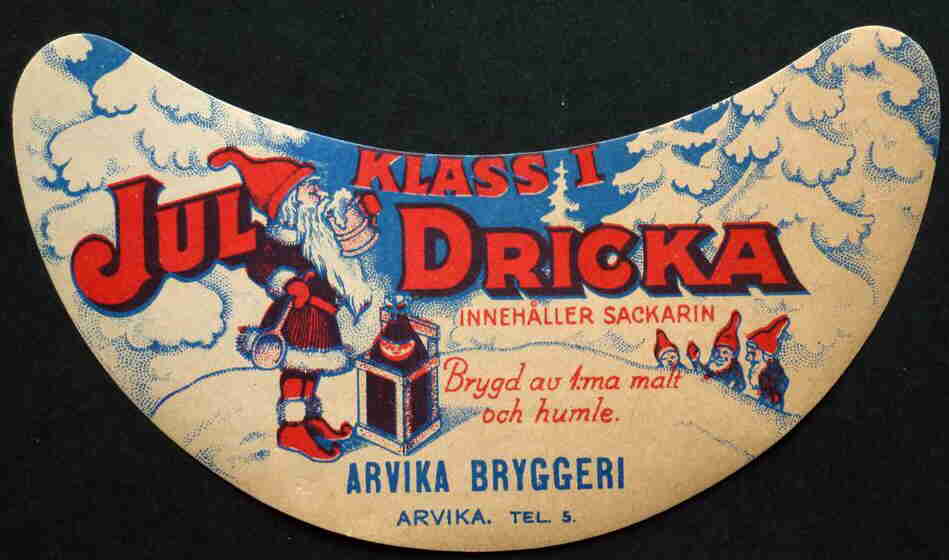 KLASS I
JUL DRICKA
INNEHÅLLER SACKARIN
Brygd av 1:ma malt
och humle.
ARVIKA BRYGGERI
ARVIKA. TEL. 5.